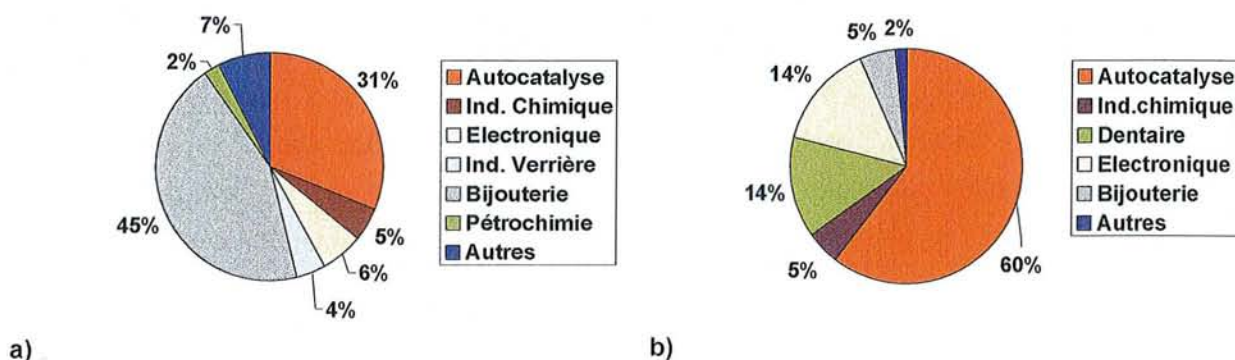 7%
2%
31%
45%
5%
6%
4%
Autocatalyse
Ind. Chimique
Electronique
Ind. Verrière
Bijouterie
Pétrochimie
Autres
a)
5%
2%
14%
14%
5%
60%
Autocatalyse
Ind.chimique
Dentaire
Electronique
Bijouterie
Autres
b)